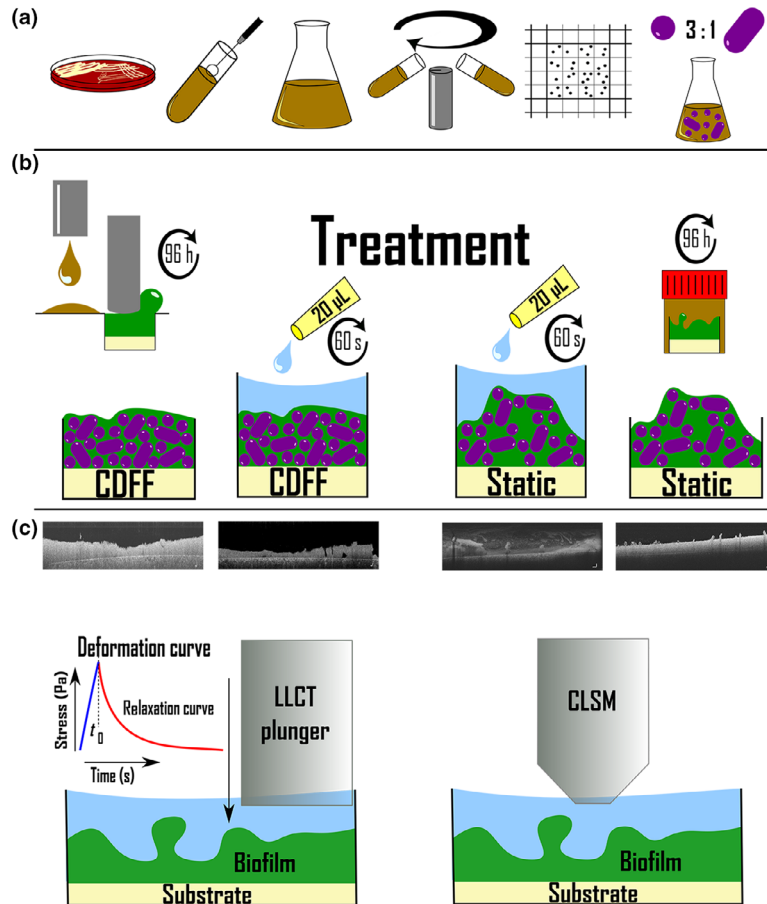 (a)
3 : 1
(b)
96 h
Treatment
96 h
20 µL
60 s
20 µL
60 s
CDFF
CDFF
Static
Static
(c)
Deformation curve
Stress (Pa)
Relaxation curve
t0
Time (s)
LLCT
plunger
CLSM
Biofilm
Substrate
Biofilm
Substrate